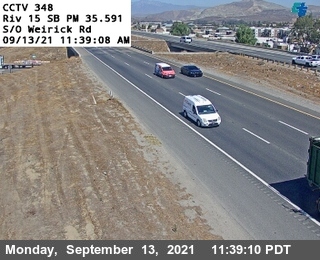 CCTV 348
Riv 15 SB PM 35.591
S/O Weirick Rd
09/13/21 11:39:08 AM
Monday, September 13, 2021 11:39:10 PDT